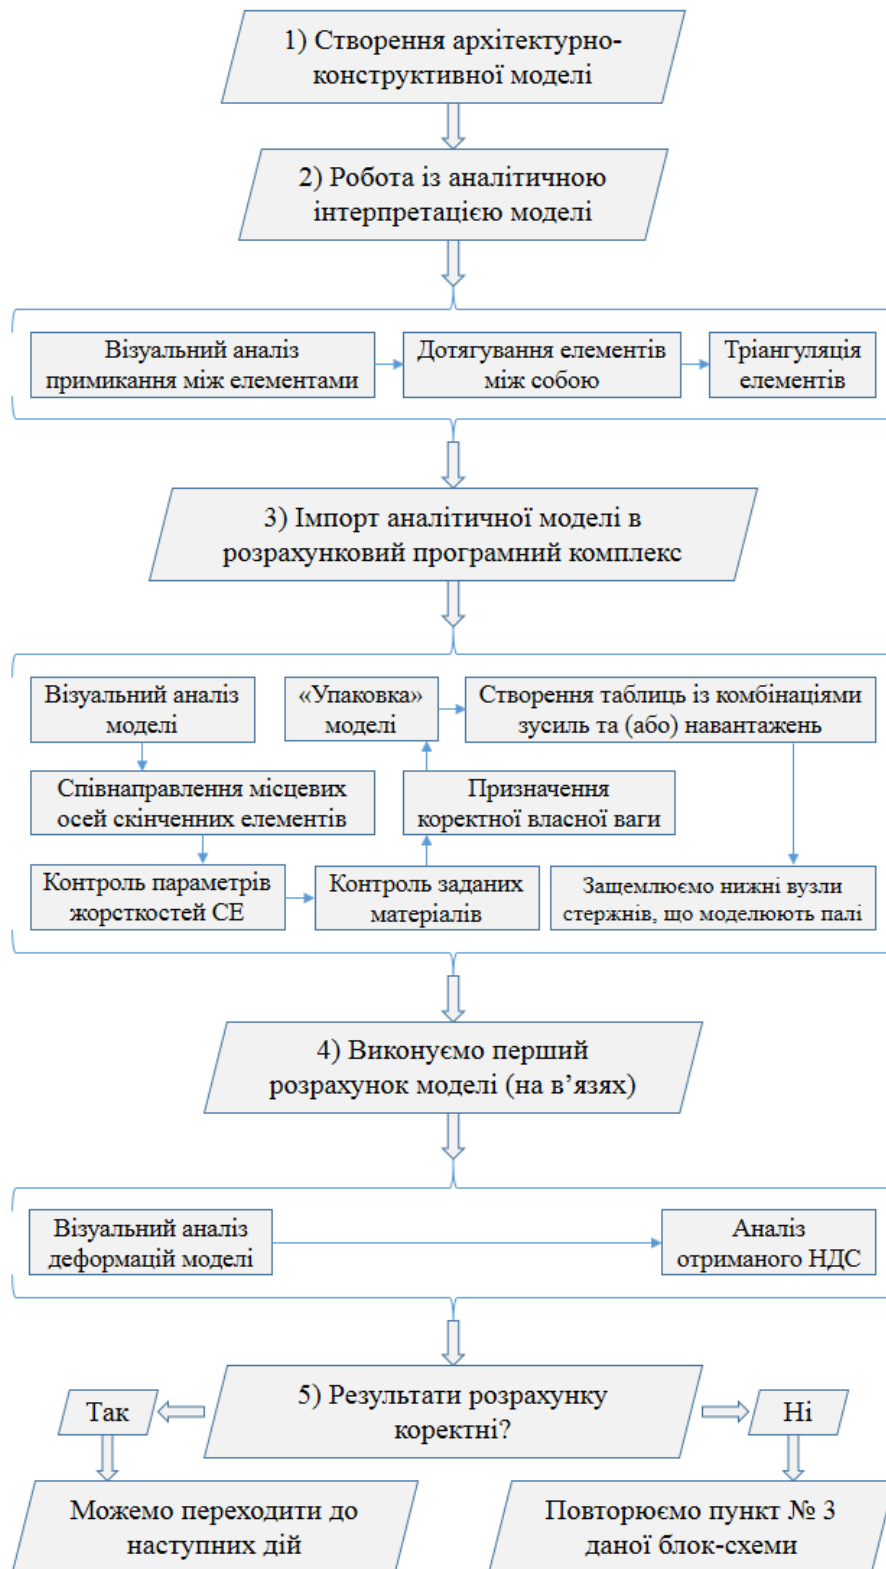 1) Створення архітектурно-
конструктивної моделі
2) Робота із аналітичною
інтерпретацією моделі
Візуальний аналіз
примикання між елементами
Дотягування елементів
між собою
Тріангуляція
елементів
3) Імпорт аналітичної моделі в
розрахунковий програмний комплекс
Візуальний аналіз
моделі
Співнаправлення місцевих
осей скінченних елементів
Контроль параметрів
жорсткостей СЕ
Контроль заданих
матеріалів
Призначення
коректної власної ваги
«Упаковка»
моделі
Створення таблиць із комбінаціями
зусиль та (або) навантажень
Защемлюємо нижні вузли
стержнів, що моделюють палі
4) Виконуємо перший
розрахунок моделі (на в’язях)
Візуальний аналіз
деформацій моделі
Аналіз
отриманого НДС
5) Результати розрахунку
коректні?
Так
Ні
Можемо переходити до
наступних дій
Повторюємо пункт № 3
даної блок-схеми